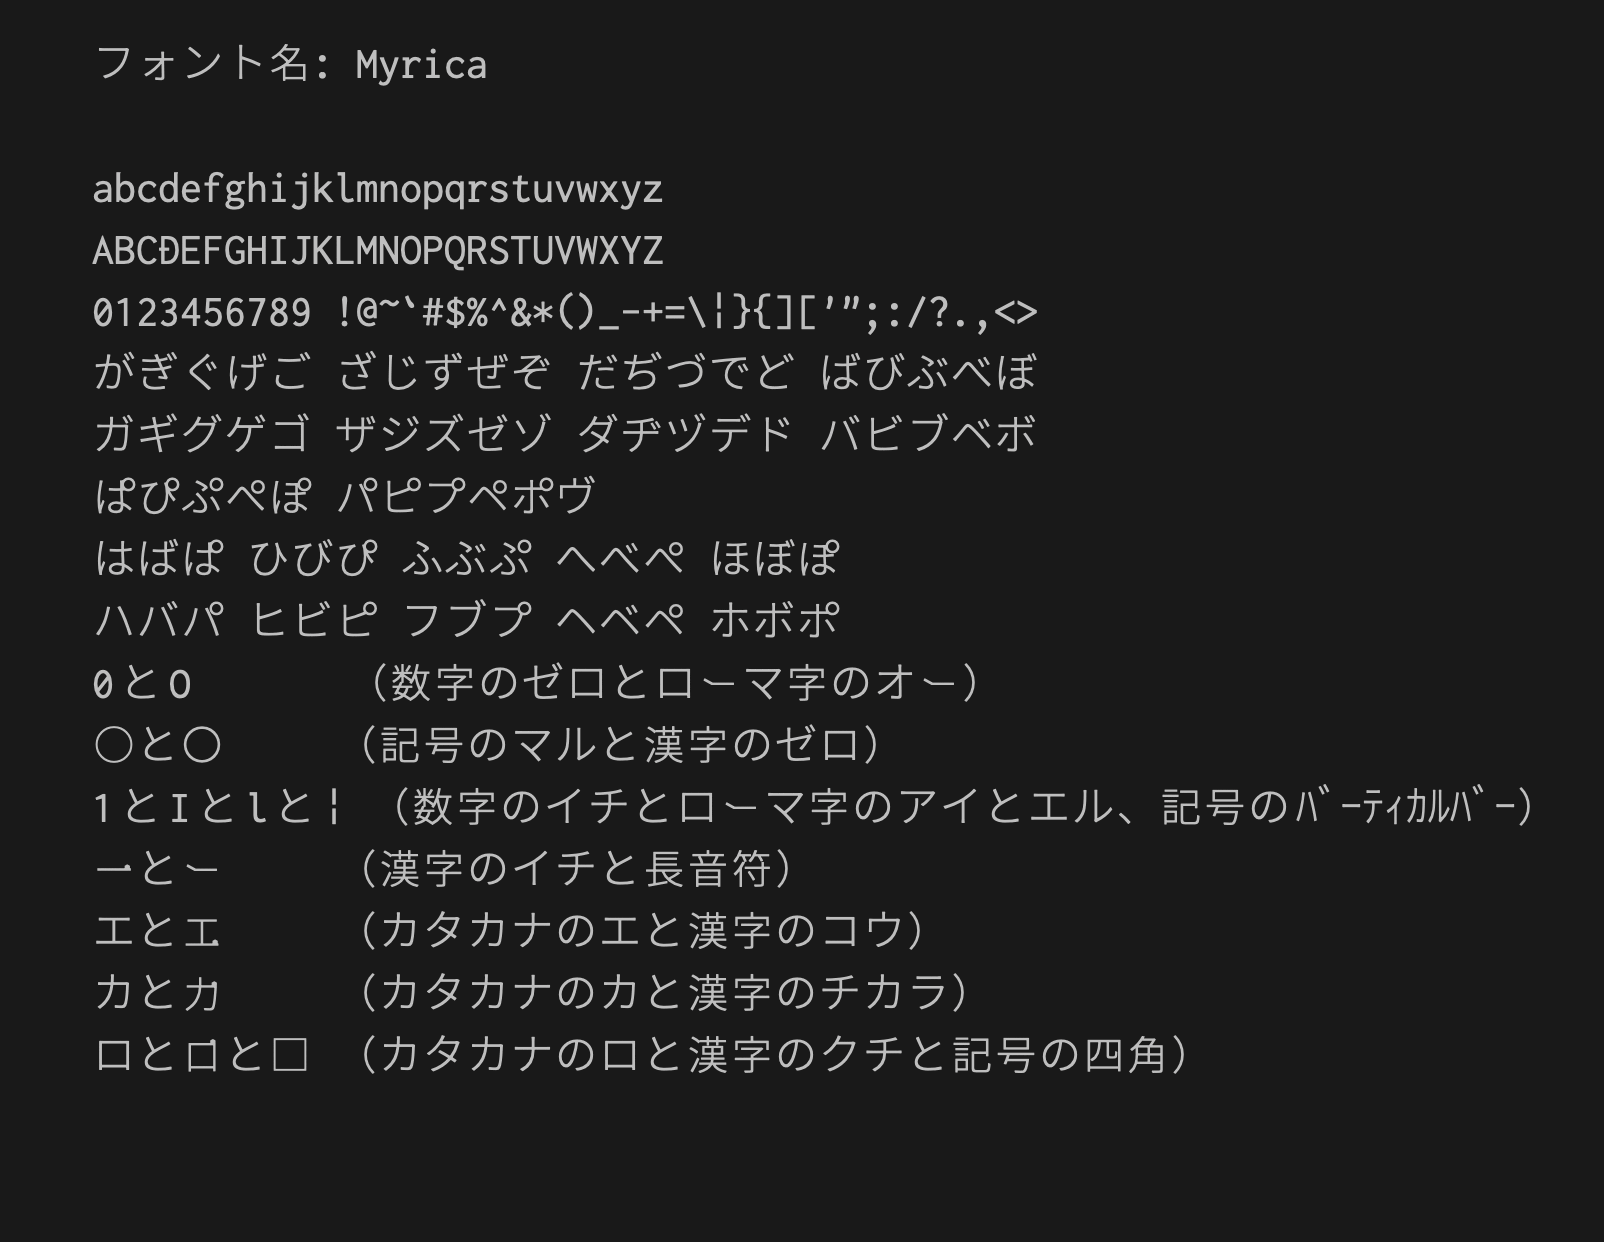 フォント名: Myrica
abcdefghijklmnopqrstuvwxyz
ABCDEFGHIJKLMNOPQRSTUVWXYZ
0123456789 !@~`#$%^&*()_-+=\|}{]['";:/?.,<>
がぎぐげご ざじずぜぞ だぢづでど ばびぶべぼ
ガギグゲゴ ザジズゼゾ ダヂヅデド バビブベボ
ぱぴぷぺぽ パピプペポヴ
はばぱ ひびぴ ふぶぷ へべぺ ほぼぽ
ハバパ ヒビピ フブプ ヘベペ ホボポ
0とO （数字のゼロとローマ字のオー）
○と〇 （記号のマルと漢字のゼロ）
1とIとlと| （数字のイチとローマ字のアイとエル、記号のﾊﾞｰﾃｨｶﾙﾊﾞｰ）
一とー （漢字のイチと長音符）
エと工 （カタカナのエと漢字のコウ）
カと力 （カタカナのカと漢字のチカラ）
ロと口と□ （カタカナのロと漢字のクチと記号の四角）